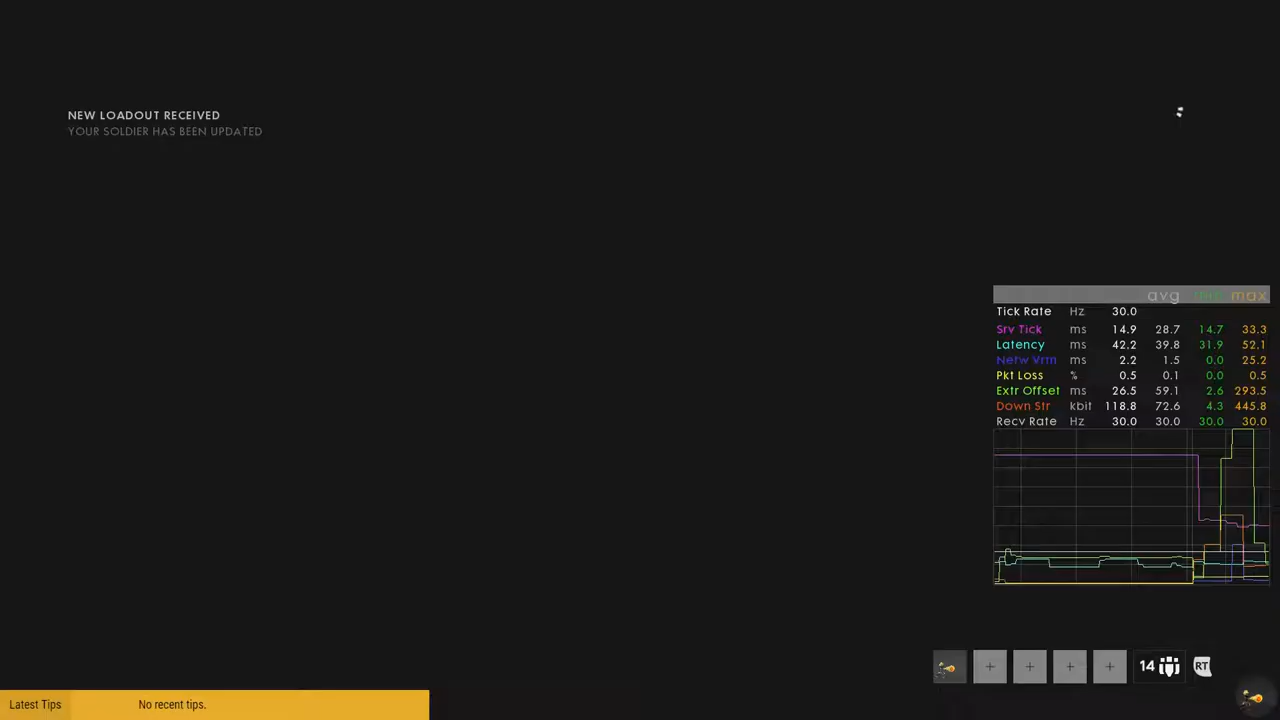 NEW LOADOUT RECEIVED
YOUR SOLDIER HAS BEEN UPDATED
avg min max
Tick Rate Hz 30.0
Srv Tick ms 14.9 28.7 14.7 33.3
Latency ms 42.2 39.8 31.9 52.1
Netw Vrrn ms 2.2 1.5 0.0 25.2
Pkt Loss % 0.5 0.1 0.0 0.5
Extr Offset ms 26.5 59.1 2.6 293.5
Down Str kbit 118.8 72.6 4.3 445.8
Recv Rate Hz 30.0 30.0 30.0 30.0
+ + + + 14 RT
Latest Tips No recent tips.